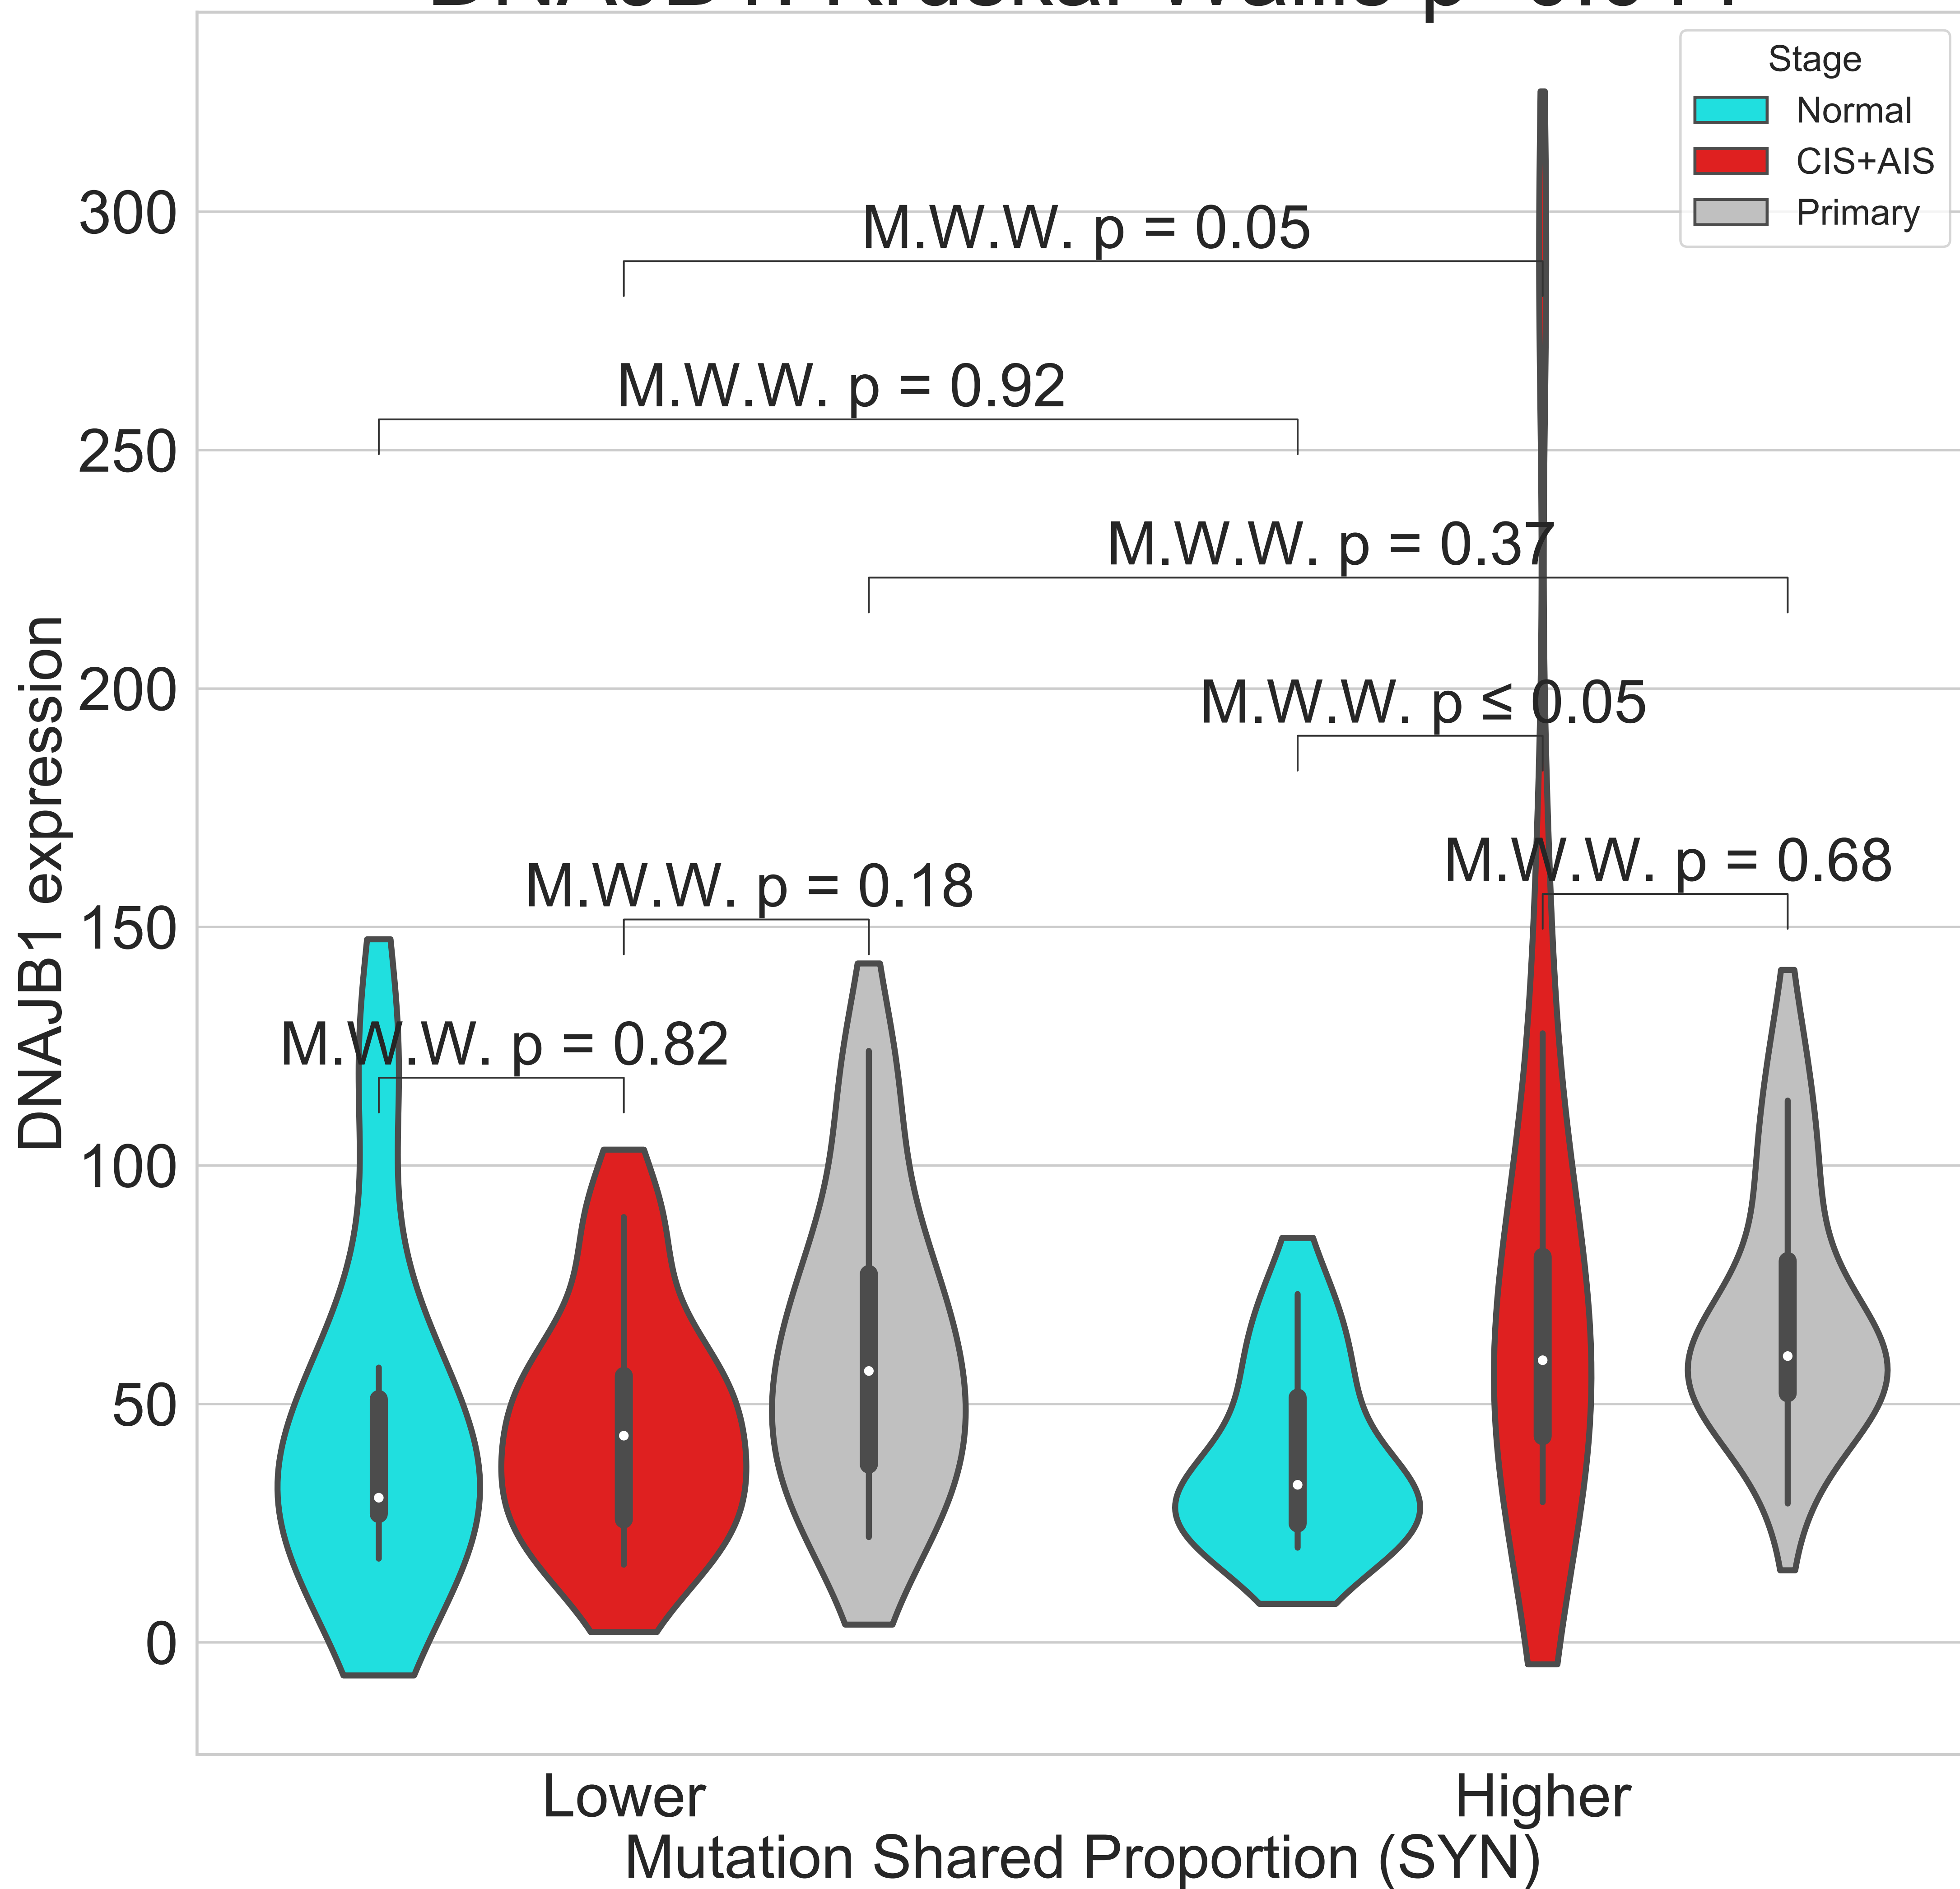 Stage
Normal
CIS+AIS
Primary
300
M.W.W. p = 0.05
M.W.W. p = 0.92
250
M.W.W. p = 0.37
200
M.W.W. p ≤ 0.05
M.W.W. p = 0.68
M.W.W. p = 0.18
150
M.W.W. p = 0.82
100
50
0
DNAJB1 expression
Lower
Higher
Mutation Shared Proportion (SYN)